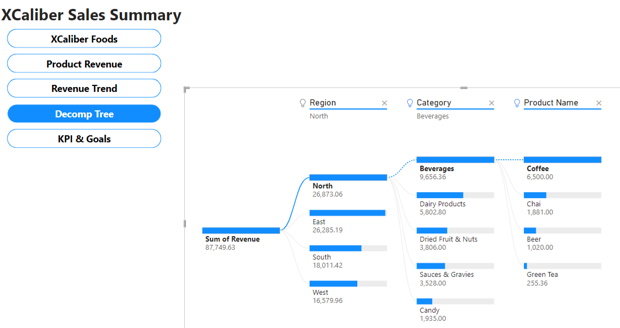 XCaliber Sales Summary
XCaliber Foods
Product Revenue
Revenue Trend
Decomp Tree
KPI & Goals
Region
North
Category
Beverages
Product Name
Sum of Revenue
87,749.63
North
26,873.06
East
26,285.19
South
18,011.42
West
16,579.96
Beverages
9,656.36
Dairy Products
5,802.80
Dried Fruit & Nuts
3,806.00
Sauces & Gravies
3,528.00
Candy
1,935.00
Coffee
6,500.00
Chai
1,881.00
Beer
1,020.00
Green Tea
255.36